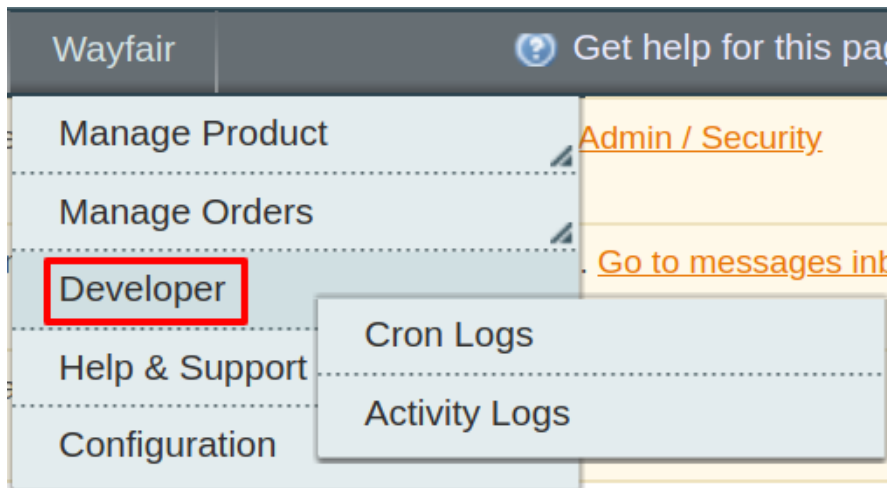 Wayfair
Get help for this pa
Manage Product
Admin / Security
Manage Orders
. Go to messages inb
Developer
Cron Logs
Help & Support
Activity Logs
Configuration